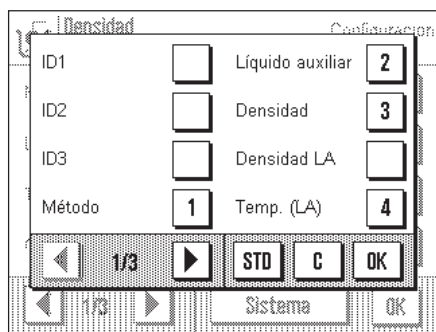 Densidad Configuracion
ID1 Líquido auxiliar 2
ID2 Densidad 3
ID3 Densidad LA
Método 1 Temp. (LA) 4
1/3 STD C OK
1/3 Sistema OK